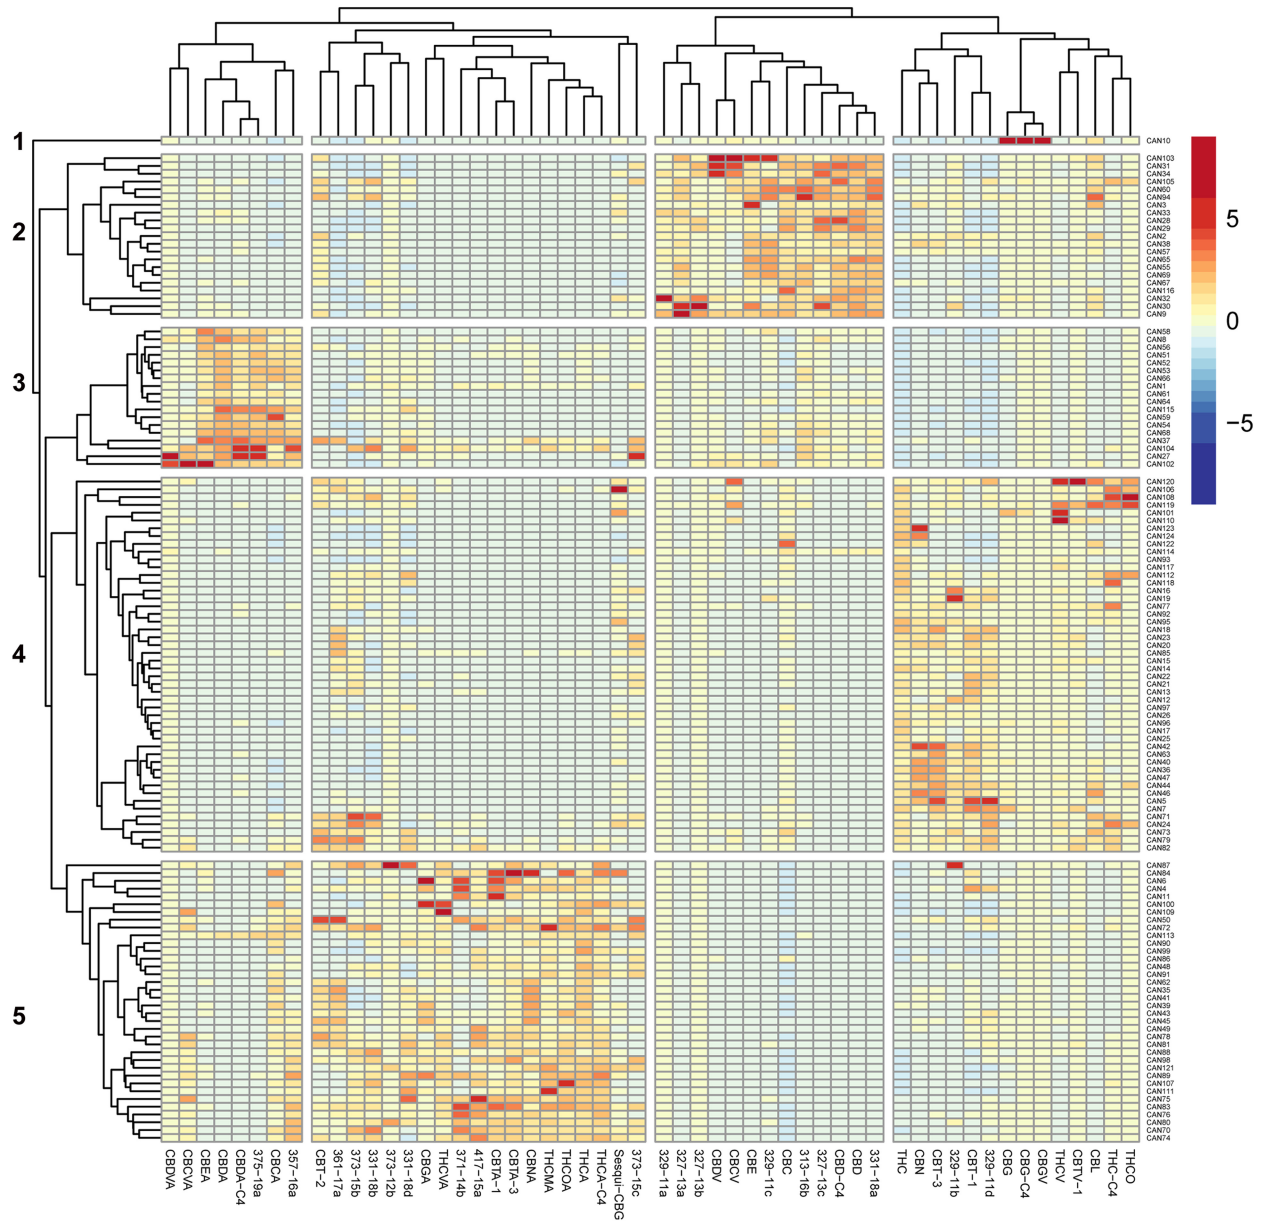 1
CAN10
CAN103
CAN31
CAN34
CAN105
CAN60
CAN94
CAN3
CAN33
CAN28
2
CAN29
CAN2
CAN38
CAN57
CAN65
CAN55
CAN69
CAN67
CAN116
CAN32
CAN30
CAN9
5
0
−5
CAN58
CAN8
CAN56
CAN51
CAN52
CAN53
CAN66
3
CAN1
CAN61
CAN64
CAN115
CAN59
CAN54
CAN68
CAN37
CAN104
CAN27
CAN102
CAN120
CAN106
CAN108
CAN119
CAN101
CAN110
CAN123
CAN124
CAN122
CAN114
CAN93
CAN117
CAN112
CAN118
CAN16
CAN19
CAN77
CAN92
CAN95
CAN18
CAN23
CAN20
4
CAN85
CAN15
CAN14
CAN22
CAN21
CAN13
CAN12
CAN97
CAN26
CAN96
CAN17
CAN25
CAN42
CAN63
CAN40
CAN36
CAN47
CAN44
CAN46
CAN5
CAN7
CAN71
CAN24
CAN73
CAN79
CAN82
CAN87
CAN84
CAN6
CAN4
CAN11
CAN100
CAN109
CAN50
CAN72
CAN113
CAN90
CAN99
CAN86
CAN48
CAN91
CAN62
CAN35
CAN41
CAN39
5
CAN43
CAN45
CAN49
CAN78
CAN81
CAN88
CAN98
CAN121
CAN89
CAN107
CAN111
CAN75
CAN83
CAN76
CAN80
CAN70
CAN74
CBDVA
CBCVA
CBEA
CBDA
CBDA−C4
375−19a
CBCA
357−16a
CBT−2
361−17a
373−15b
331−18b
373−12b
331−18d
CBGA
THCVA
371−14b
417−15a
CBTA−1
CBTA−3
CBNA
THCMA
THCOA
THCA
THCA−C4
Sesqui−CBG
373−15c
329−11a
327−13a
327−13b
CBDV
CBCV
CBE
329−11c
CBC
313−16b
327−13c
CBD−C4
CBD
331−18a
THC
CBN
CBT−3
329−11b
CBT−1
329−11d
CBG
CBG−C4
CBGV
THCV
CBTV−1
CBL
THC−C4
THCO